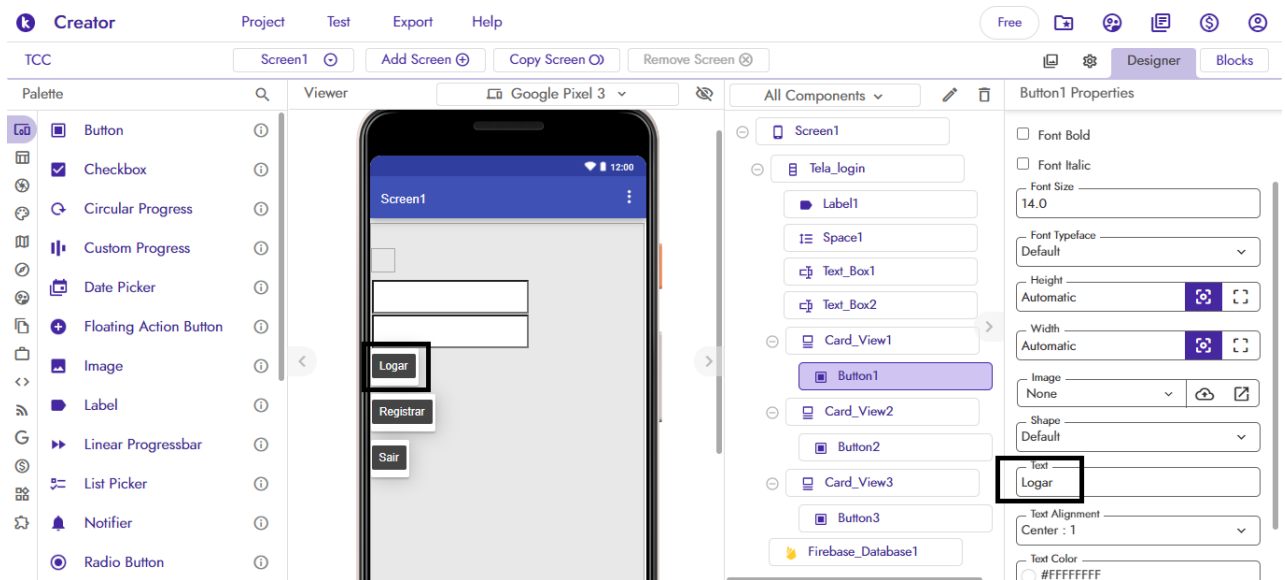 Creator Project Test Export Help Free
TCC Screen1 Add Screen Copy Screen Remove Screen Designer Blocks
Palette
Button
Checkbox
Circular Progress
Custom Progress
Date Picker
Floating Action Button
Image
Label
Linear Progressbar
List Picker
Notifier
Radio Button
Viewer Google Pixel 3
12:00
Screen1
Logar
Registrar
Sair
All Components
Screen1
Tela_login
Label1
Space1
Text_Box1
Text_Box2
Card_View1
Button1
Card_View2
Button2
Card_View3
Button3
Firebase_Database1
Button1 Properties
Font Bold
Font Italic
Font Size
14.0
Font Typeface
Default
Height
Automatic
Width
Automatic
Image
None
Shape
Default
Text
Logar
Text Alignment
Center : 1
Text Color
#FFFFFFFF